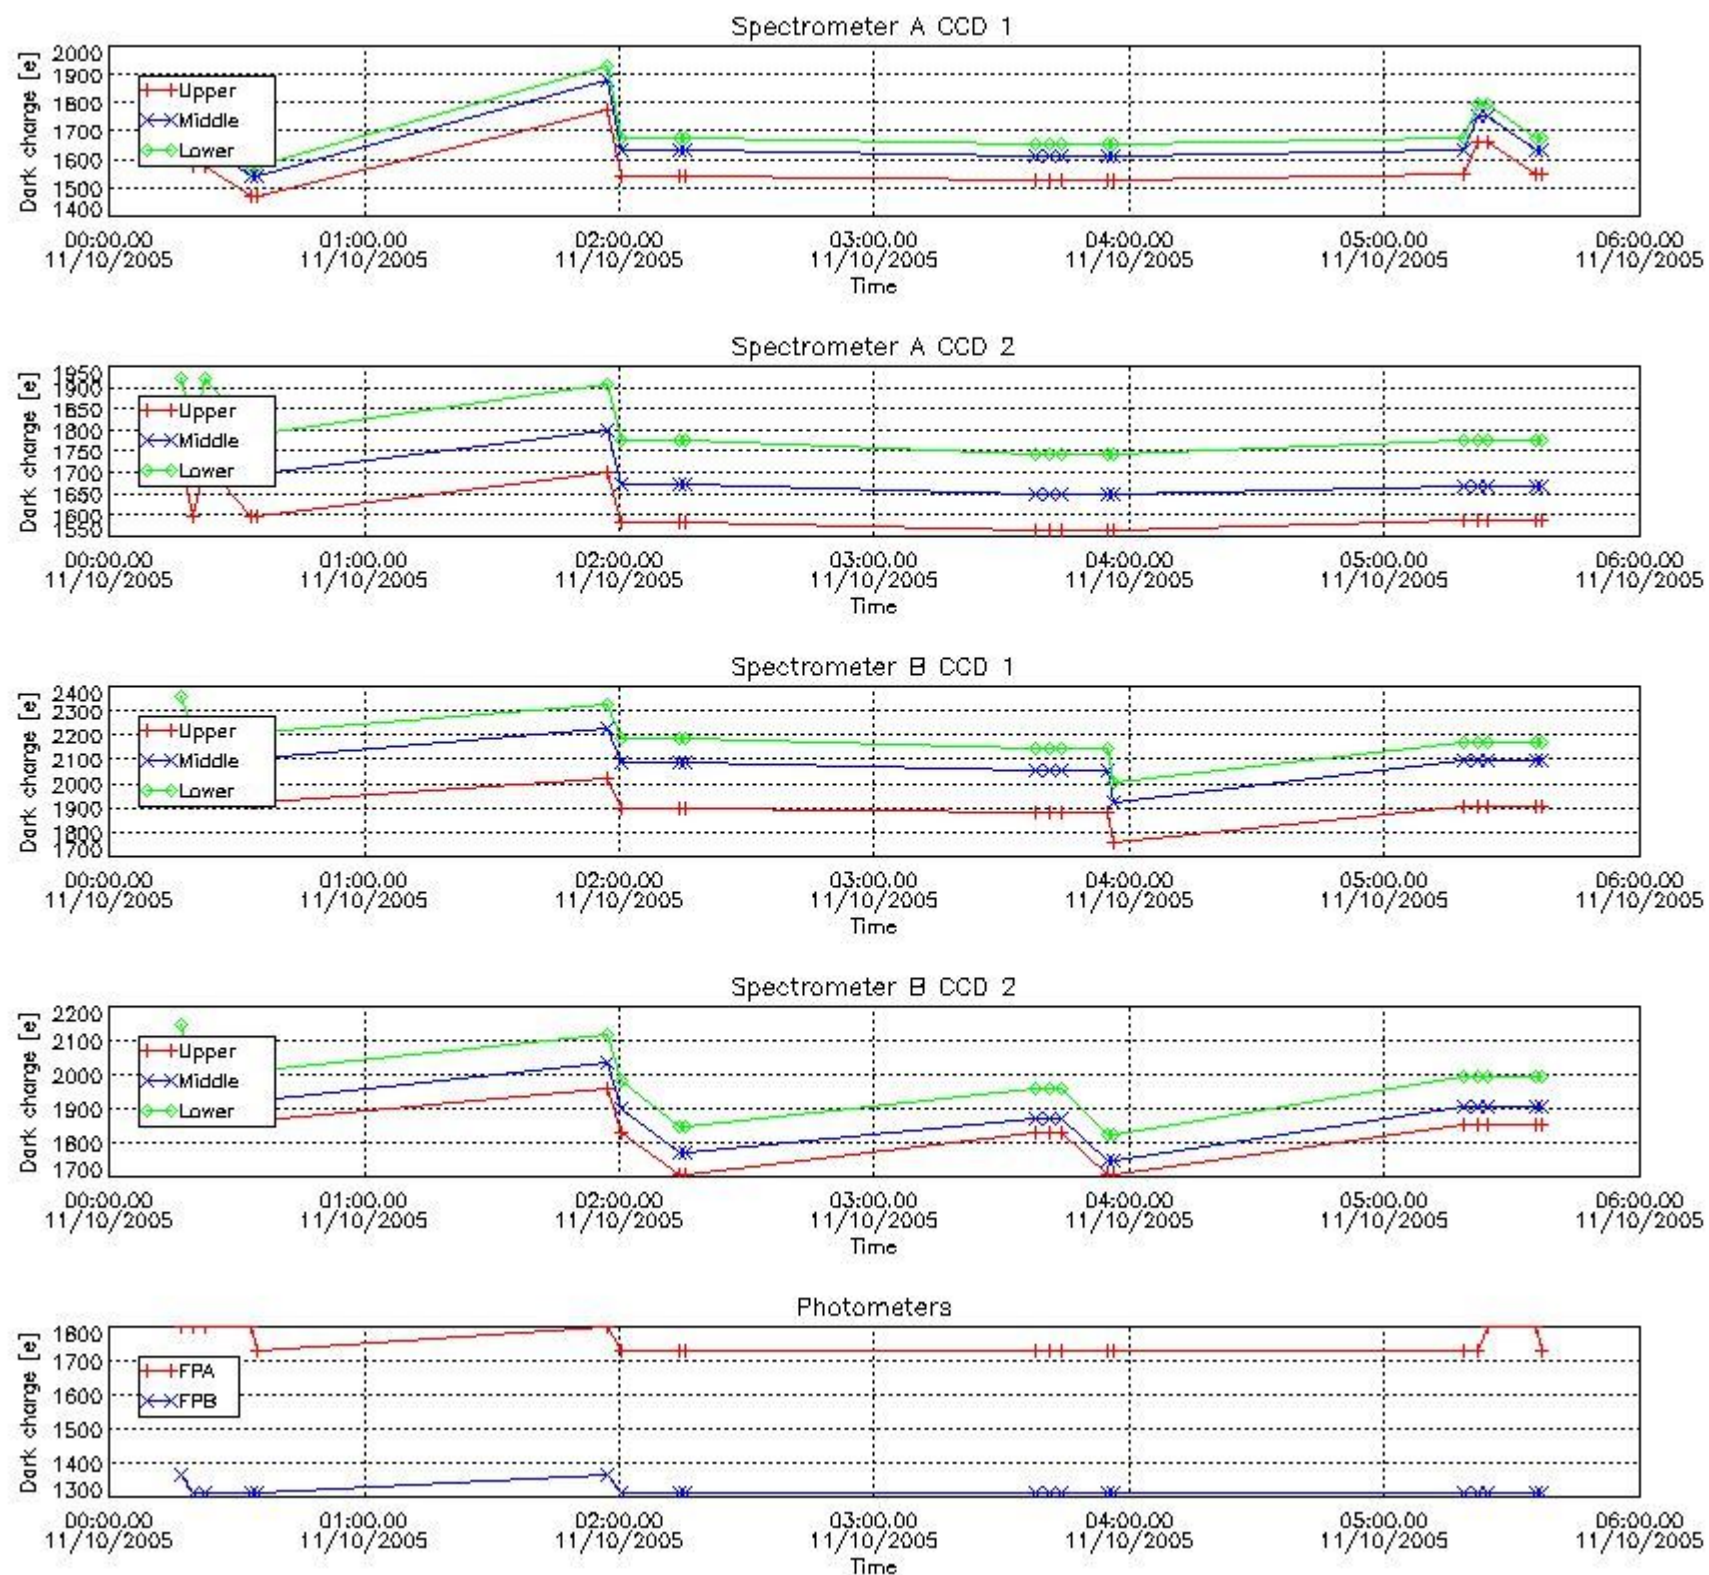 Spectrometer A CCD 1
Dark charge [e]
2000
1900
1800
1700
1600
1500
1400
Upper
Middle
Lower
00:00.00 01:00.00 02:00.00 03:00.00 04:00.00 05:00.00 06:00.00
11/10/2005 11/10/2005 11/10/2005 11/10/2005 11/10/2005 11/10/2005 11/10/2005
Time
Spectrometer A CCD 2
Dark charge [e]
1950
1900
1850
1800
1750
1700
1650
1600
1550
Upper
Middle
Lower
00:00.00 01:00.00 02:00.00 03:00.00 04:00.00 05:00.00 06:00.00
11/10/2005 11/10/2005 11/10/2005 11/10/2005 11/10/2005 11/10/2005 11/10/2005
Time
Spectrometer B CCD 1
Dark charge [e]
2400
2300
2200
2100
2000
1900
1800
1700
Upper
Middle
Lower
00:00.00 01:00.00 02:00.00 03:00.00 04:00.00 05:00.00 06:00.00
11/10/2005 11/10/2005 11/10/2005 11/10/2005 11/10/2005 11/10/2005 11/10/2005
Time
Spectrometer B CCD 2
Dark charge [e]
2200
2100
2000
1900
1800
1700
Upper
Middle
Lower
00:00.00 01:00.00 02:00.00 03:00.00 04:00.00 05:00.00 06:00.00
11/10/2005 11/10/2005 11/10/2005 11/10/2005 11/10/2005 11/10/2005 11/10/2005
Time
Photometers
Dark charge [e]
1800
1700
1600
1500
1400
1300
FPA
FPB
00:00.00 01:00.00 02:00.00 03:00.00 04:00.00 05:00.00 06:00.00
11/10/2005 11/10/2005 11/10/2005 11/10/2005 11/10/2005 11/10/2005 11/10/2005
Time